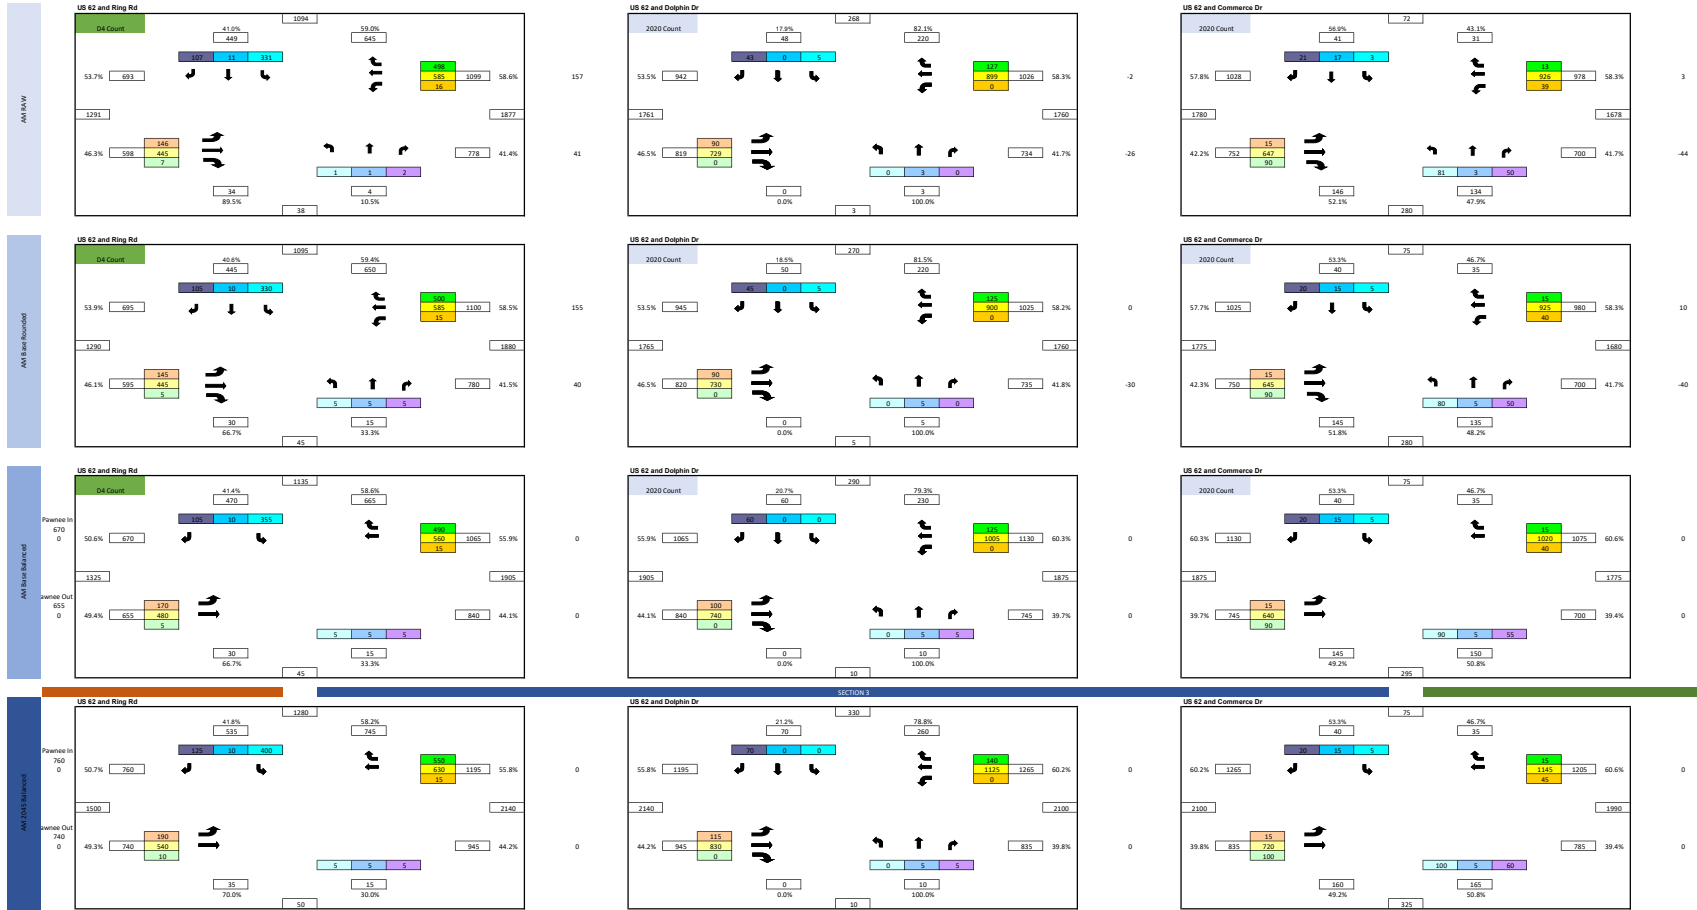 AM RAW
US 62 and Ring Rd
1094
D4 Count 41.0% 59.0%
449 645
107 11 331
498
53.7% 693 585 1099 58.6% 157
16
1291 1877
146
46.3% 598 445 778 41.4% 41
7
1 1 2
34 4
89.5% 10.5%
38
US 62 and Dolphin Dr
268
2020 Count 17.9% 82.1%
48 220
43 0 5
127
53.5% 942 899 1026 58.3% -2
0
1761 1760
90
46.5% 819 729 734 41.7% -26
0
0 3 0
0 3
0.0% 100.0%
3
US 62 and Commerce Dr
72
2020 Count 56.9% 43.1%
41 31
21 17 3
13
57.8% 1028 926 978 58.3% 3
39
1780 1678
15
42.2% 752 647 700 41.7% -44
90
81 3 50
146 134
52.1% 47.9%
280
AM Base Rounded
US 62 and Ring Rd
1095
D4 Count 40.6% 59.4%
445 650
105 10 330
500
53.9% 695 585 1100 58.5% 155
15
1290 1880
145
46.1% 595 445 780 41.5% 40
5
5 5 5
30 15
66.7% 33.3%
45
US 62 and Dolphin Dr
270
2020 Count 18.5% 81.5%
50 220
45 0 5
125
53.5% 945 900 1025 58.2% 0
0
1765 1760
90
46.5% 820 730 735 41.8% -30
0
0 5 0
0 5
0.0% 100.0%
5
US 62 and Commerce Dr
75
2020 Count 53.3% 46.7%
40 35
20 15 5
15
57.7% 1025 925 980 58.3% 10
40
1775 1680
15
42.3% 750 645 700 41.7% -40
90
80 5 50
145 135
51.8% 48.2%
280
AM Base Balanced
US 62 and Ring Rd
1135
D4 Count 41.4% 58.6%
470 665
105 10 355
Pawnee In
670 490
0 50.6% 670 560 1065 55.9% 0
15
1325 1905
awnee Out
655 170
0 49.4% 655 480 840 44.1% 0
5
5 5 5
30 15
66.7% 33.3%
45
US 62 and Dolphin Dr
290
2020 Count 20.7% 79.3%
60 230
60 0 0
125
55.9% 1065 1005 1130 60.3% 0
0
1905 1875
100
44.1% 840 740 745 39.7% 0
0
0 5 5
0 10
0.0% 100.0%
10
US 62 and Commerce Dr
75
2020 Count 53.3% 46.7%
40 35
20 15 5
15
60.3% 1130 1020 1075 60.6% 0
40
1875 1775
15
39.7% 745 640 700 39.4% 0
90
90 5 55
145 150
49.2% 50.8%
295
SECTION 3
AM 2045 Balanced
US 62 and Ring Rd
1280
41.8% 58.2%
535 745
125 10 400
Pawnee In
760 550
0 50.7% 760 630 1195 55.8% 0
15
1500 2140
awnee Out
740 190
0 49.3% 740 540 945 44.2% 0
10
5 5 5
35 15
70.0% 30.0%
50
US 62 and Dolphin Dr
330
21.2% 78.8%
70 260
70 0 0
140
55.8% 1195 1125 1265 60.2% 0
0
2140 2100
115
44.2% 945 830 835 39.8% 0
0
0 5 5
0 10
0.0% 100.0%
10
US 62 and Commerce Dr
75
53.3% 46.7%
40 35
20 15 5
15
60.2% 1265 1145 1205 60.6% 0
45
2100 1990
15
39.8% 835 720 785 39.4% 0
100
100 5 60
160 165
49.2% 50.8%
325